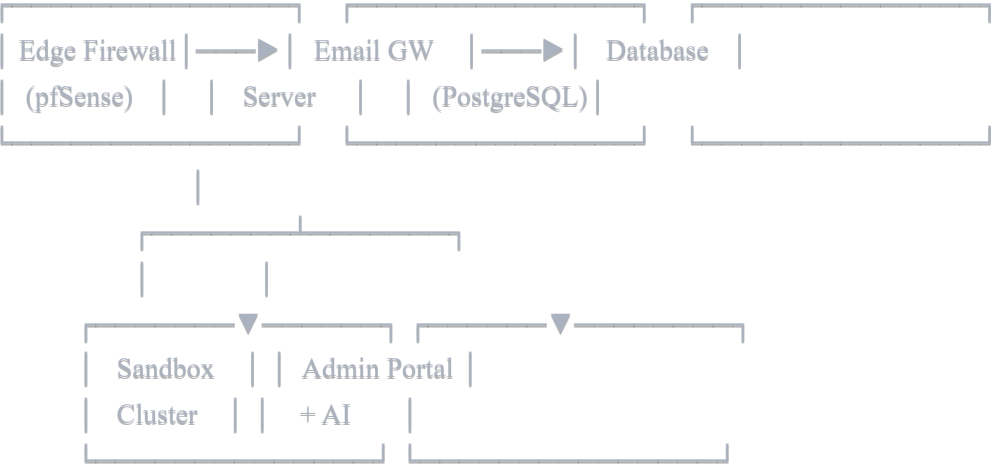 Edge Firewall Email GW Database
(pfSense) Server (PostgreSQL)
Sandbox Admin Portal
Cluster + AI